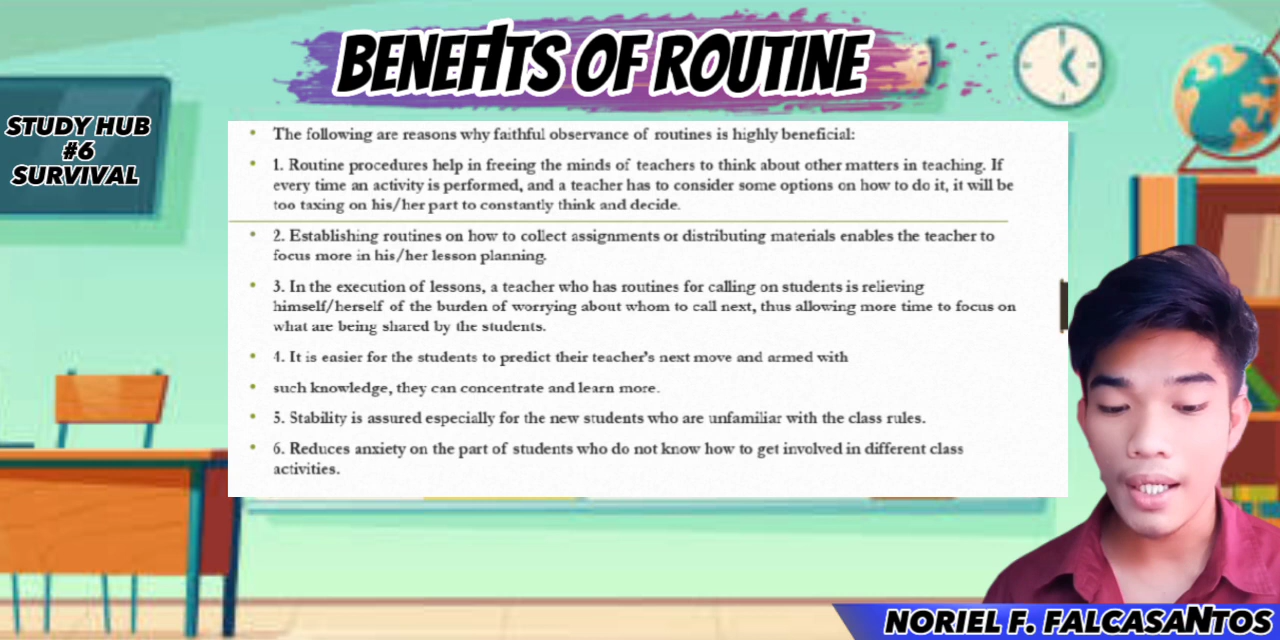 BENEFITS OF ROUTINE
STUDY HUB
#6
SURVIVAL
• The following are reasons why faithful observance of routines is highly beneficial:
• 1. Routine procedures help in freeing the minds of teachers to think about other matters in teaching. If
every time an activity is performed, and a teacher has to consider some options on how to do it, it will be
too taxing on his/her part to constantly think and decide.
• 2. Establishing routines on how to collect assignments or distributing materials enables the teacher to
focus more in his/her lesson planning.
• 3. In the execution of lessons, a teacher who has routines for calling on students is relieving
himself/herself of the burden of worrying about whom to call next, thus allowing more time to focus on
what are being shared by the students.
• 4. It is easier for the students to predict their teacher's next move and armed with
• such knowledge, they can concentrate and learn more.
• 5. Stability is assured especially for the new students who are unfamiliar with the class rules.
• 6. Reduces anxiety on the part of students who do not know how to get involved in different class
activities.
NORIEL F. FALCASANTOS